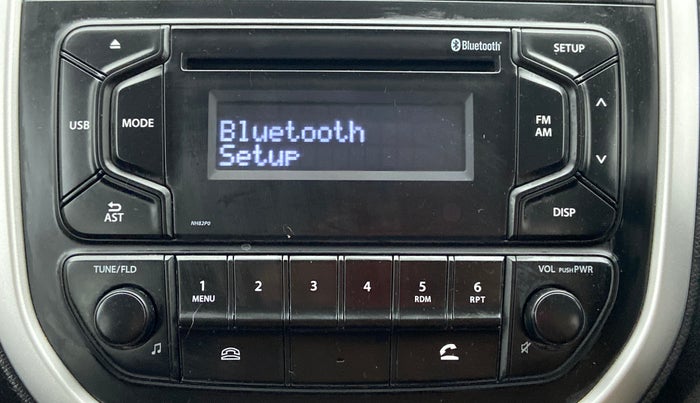 Bluetooth
SETUP
USB
MODE
Bluetooth
Setup
FM
AM
AST
DISP
NH82P0
TUNE/FLD
1
MENU
2
3
4
5
RDM
6
RPT
VOL PUSH PWR